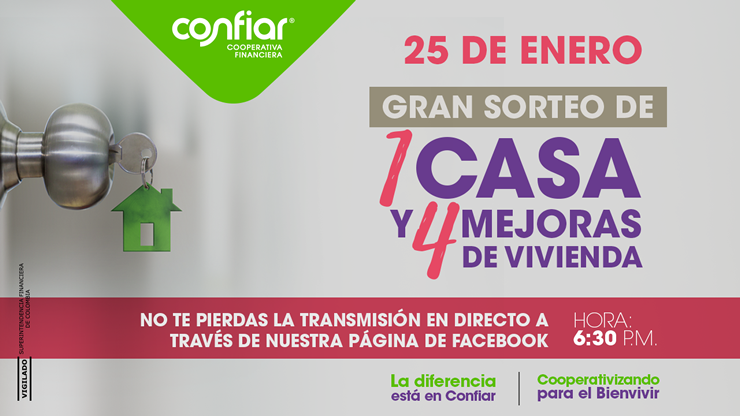 confiar®
COOPERATIVA
FINANCIERA
25 DE ENERO
GRAN SORTEO DE
1 CASA
Y 4 MEJORAS
DE VIVIENDA
NO TE PIERDAS LA TRANSMISIÓN EN DIRECTO A
TRAVÉS DE NUESTRA PÁGINA DE FACEBOOK
HORA:
6:30 P.M.
La diferencia
está en Confiar
Cooperativizando
para el Bienvivir
VIGILADO
SUPERINTENDENCIA FINANCIERA
DE COLOMBIA